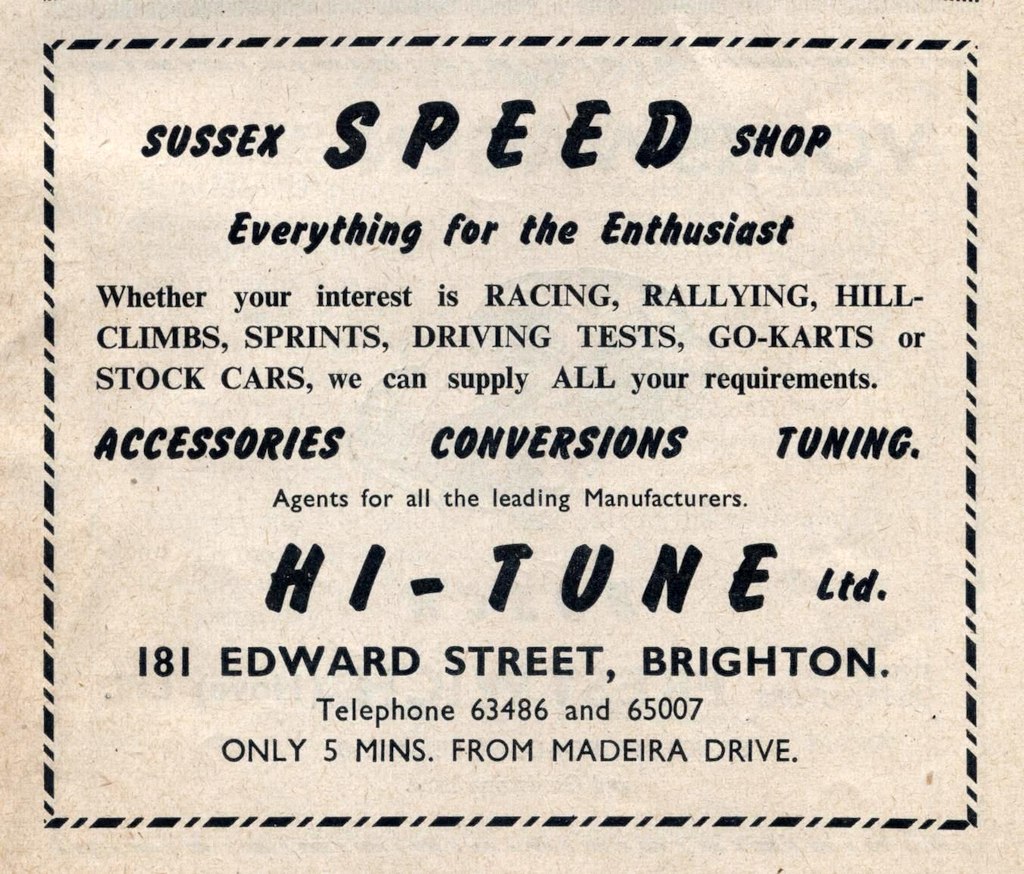 SUSSEX SPEED SHOP
Everything for the Enthusiast
Whether your interest is RACING, RALLYING, HILL-
CLIMBS, SPRINTS, DRIVING TESTS, GO-KARTS or
STOCK CARS, we can supply ALL your requirements.
ACCESSORIES CONVERSIONS TUNING.
Agents for all the leading Manufacturers.
HI-TUNE Ltd.
181 EDWARD STREET, BRIGHTON.
Telephone 63486 and 65007
ONLY 5 MINS. FROM MADEIRA DRIVE.